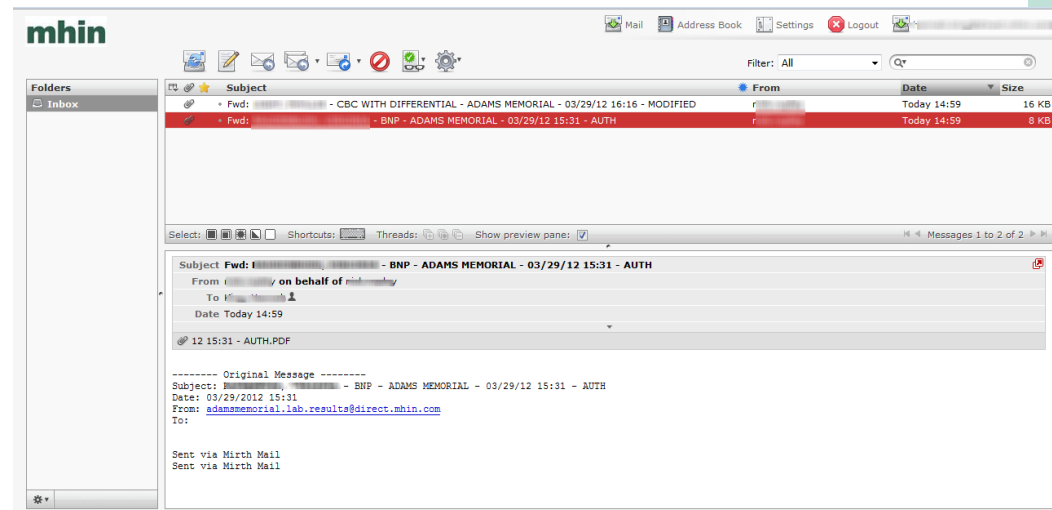 mhin
Mail Address Book Settings Logout
Filter: All
Folders
Inbox
Subject From Date Size
Fwd: - CBC WITH DIFFERENTIAL - ADAMS MEMORIAL - 03/29/12 16:16 - MODIFIED Today 14:59 16 KB
Fwd: - BNP - ADAMS MEMORIAL - 03/29/12 15:31 - AUTH Today 14:59 8 KB
Select: Shortcuts: Threads: Show preview pane: Messages 1 to 2 of 2
Subject Fwd: - BNP - ADAMS MEMORIAL - 03/29/12 15:31 - AUTH
From on behalf of
To
Date Today 14:59
12 15:31 - AUTH.PDF
-------- Original Message --------
Subject: - BNP - ADAMS MEMORIAL - 03/29/12 15:31 - AUTH
Date: 03/29/2012 15:31
From: adamsmemorial.lab.results@direct.mhin.com
To:
Sent via Mirth Mail
Sent via Mirth Mail